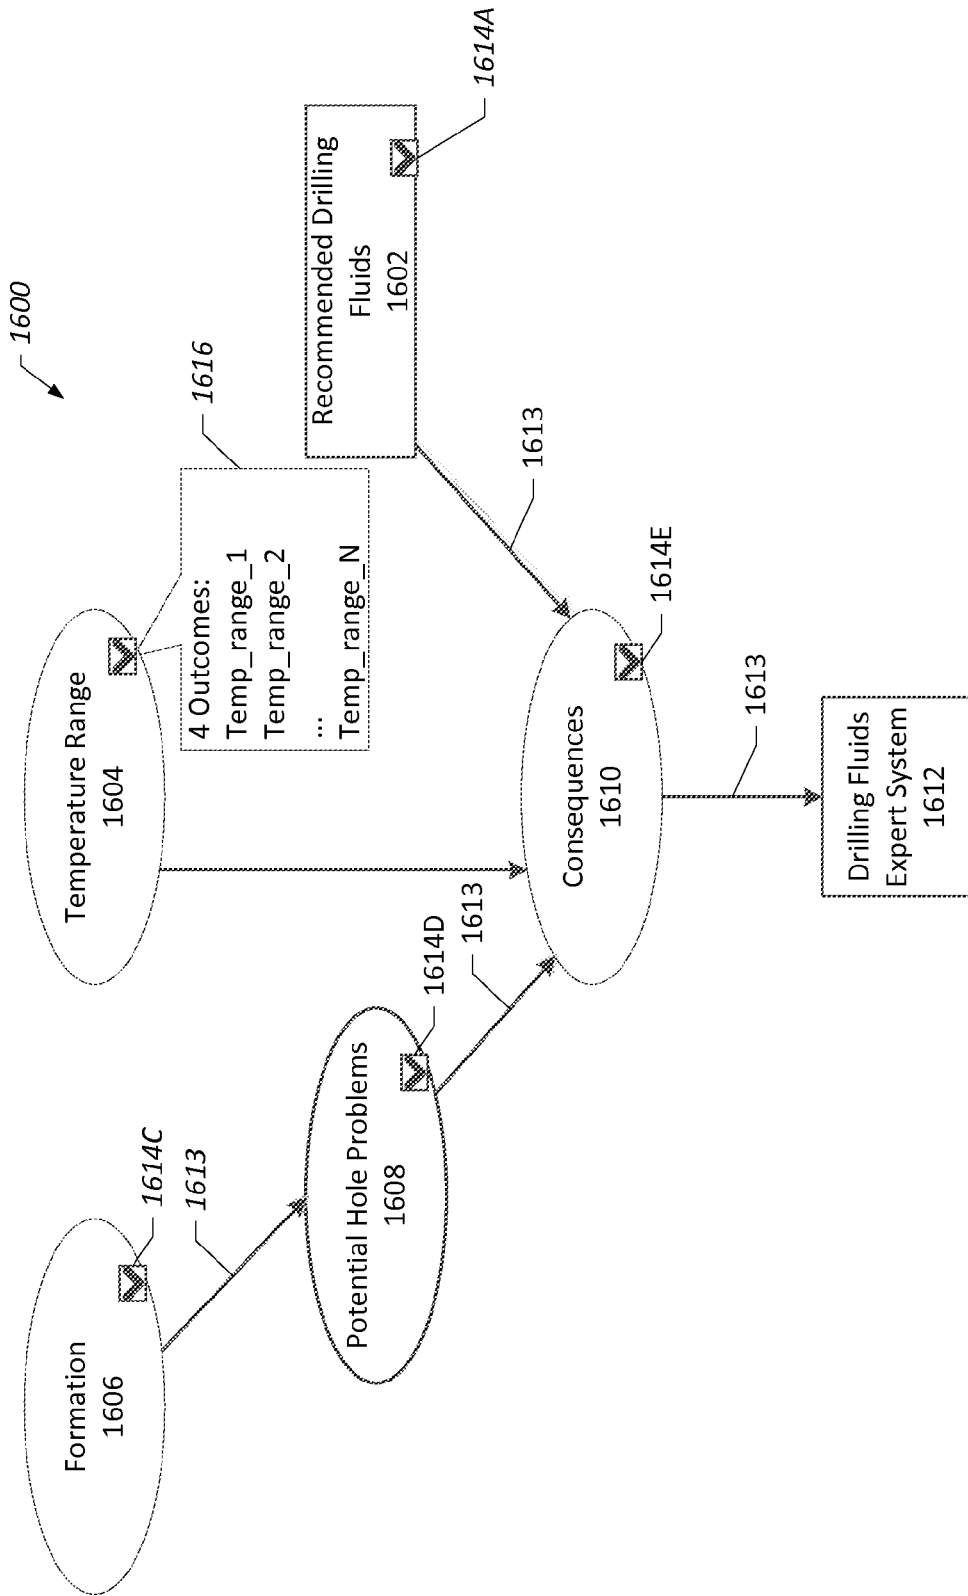 1600
Formation
1606
1614C
1613
Temperature Range
1604
1616
4 Outcomes:
Temp_range_1
Temp_range_2
...
Temp_range_N
Potential Hole Problems
1608
1614D
1613
Recommended Drilling
Fluids
1602
1614A
1613
Consequences
1610
1614E
1613
Drilling Fluids
Expert System
1612